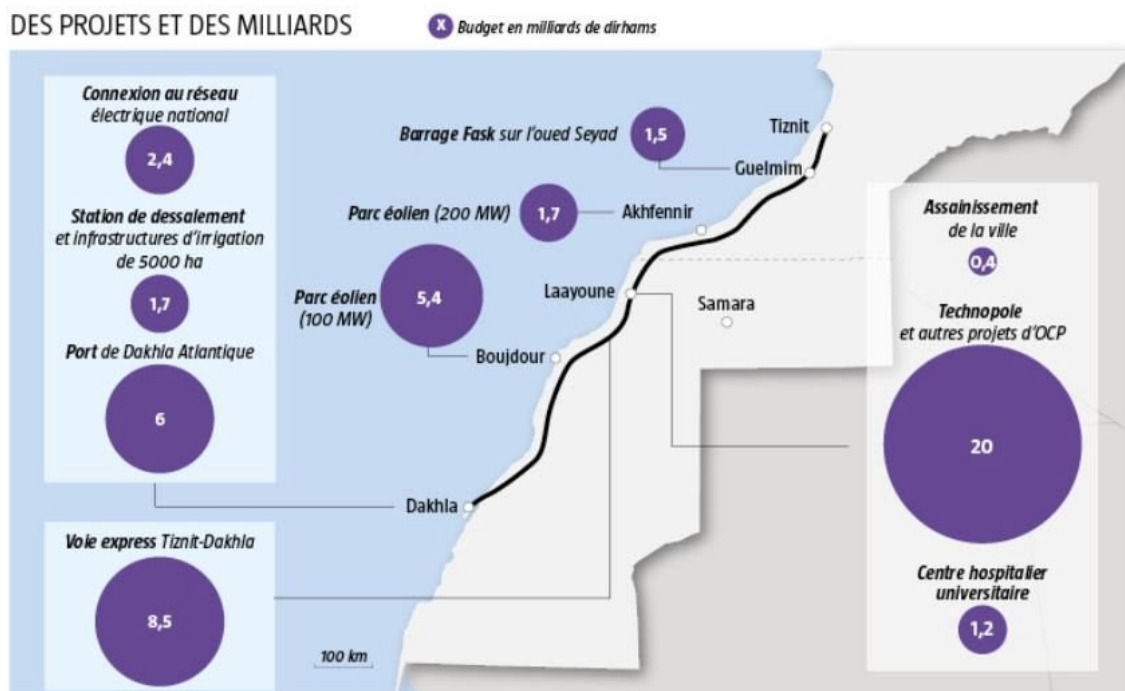 DES PROJETS ET DES MILLIARDS
X Budget en milliards de dirhams
Connexion au réseau
électrique national
2,4
Station de dessalement
et infrastructures d'irrigation
de 5000 ha
1,7
Port de Dakhla Atlantique
6
Voie express Tiznit-Dakhla
8,5
Barrage Fask sur l'oued Seyad
1,5
Parc éolien (200 MW)
1,7
Parc éolien
(100 MW)
5,4
Tiznit
Guelmim
Akhfennir
Laayoune
Samara
Boujdour
Dakhla
100 km
Assainissement
de la ville
0,4
Technopole
et autres projets d'OCP
20
Centre hospitalier
universitaire
1,2